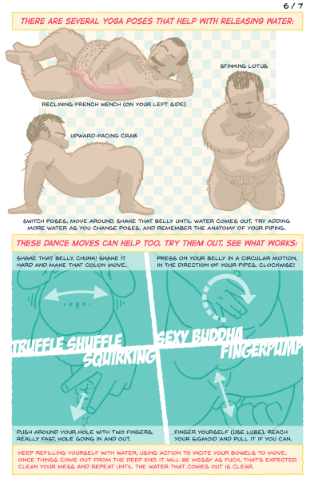 6/7
THERE ARE SEVERAL YOGA POSES THAT HELP WITH RELEASING WATER:
SPINNING LOTUS
RECLINING FRENCH WENCH (ON YOUR LEFT SIDE)
UPWARD-FACING CRAB
SWITCH POSES, MOVE AROUND, SHAKE THAT BELLY UNTIL WATER COMES OUT. TRY ADDING
MORE WATER AS YOU CHANGE POSES, AND REMEMBER THE ANATOMY OF YOUR PIPING.
THESE DANCE MOVES CAN HELP TOO, TRY THEM OUT, SEE WHAT WORKS:
SHAKE THAT BELLY, CHUNK! SHAKE IT
HARD AND MAKE THAT COLON MOVE.
PRESS ON YOUR BELLY IN A CIRCULAR MOTION,
IN THE DIRECTION OF YOUR PIPES, CLOCKWISE!
TRUFFLE SHUFFLE
SEXY BUDDHA
SQUIRKING
FINGERPUMP
PUSH AROUND YOUR HOLE WITH TWO FINGERS,
REALLY FAST, HOLE GOING IN AND OUT.
FINGER YOURSELF (USE LUBE), REACH
YOUR SIGMOID AND PULL IT IF YOU CAN.
KEEP REFILLING YOURSELF WITH WATER, USING ACTION TO INCITE YOUR BOWELS TO MOVE.
ONCE THINGS COME OUT FROM THE DEEP END, IT WILL BE MESSY AS FUCK, THAT'S EXPECTED.
CLEAN YOUR MESS AND REPEAT UNTIL THE WATER THAT COMES OUT IS CLEAR.